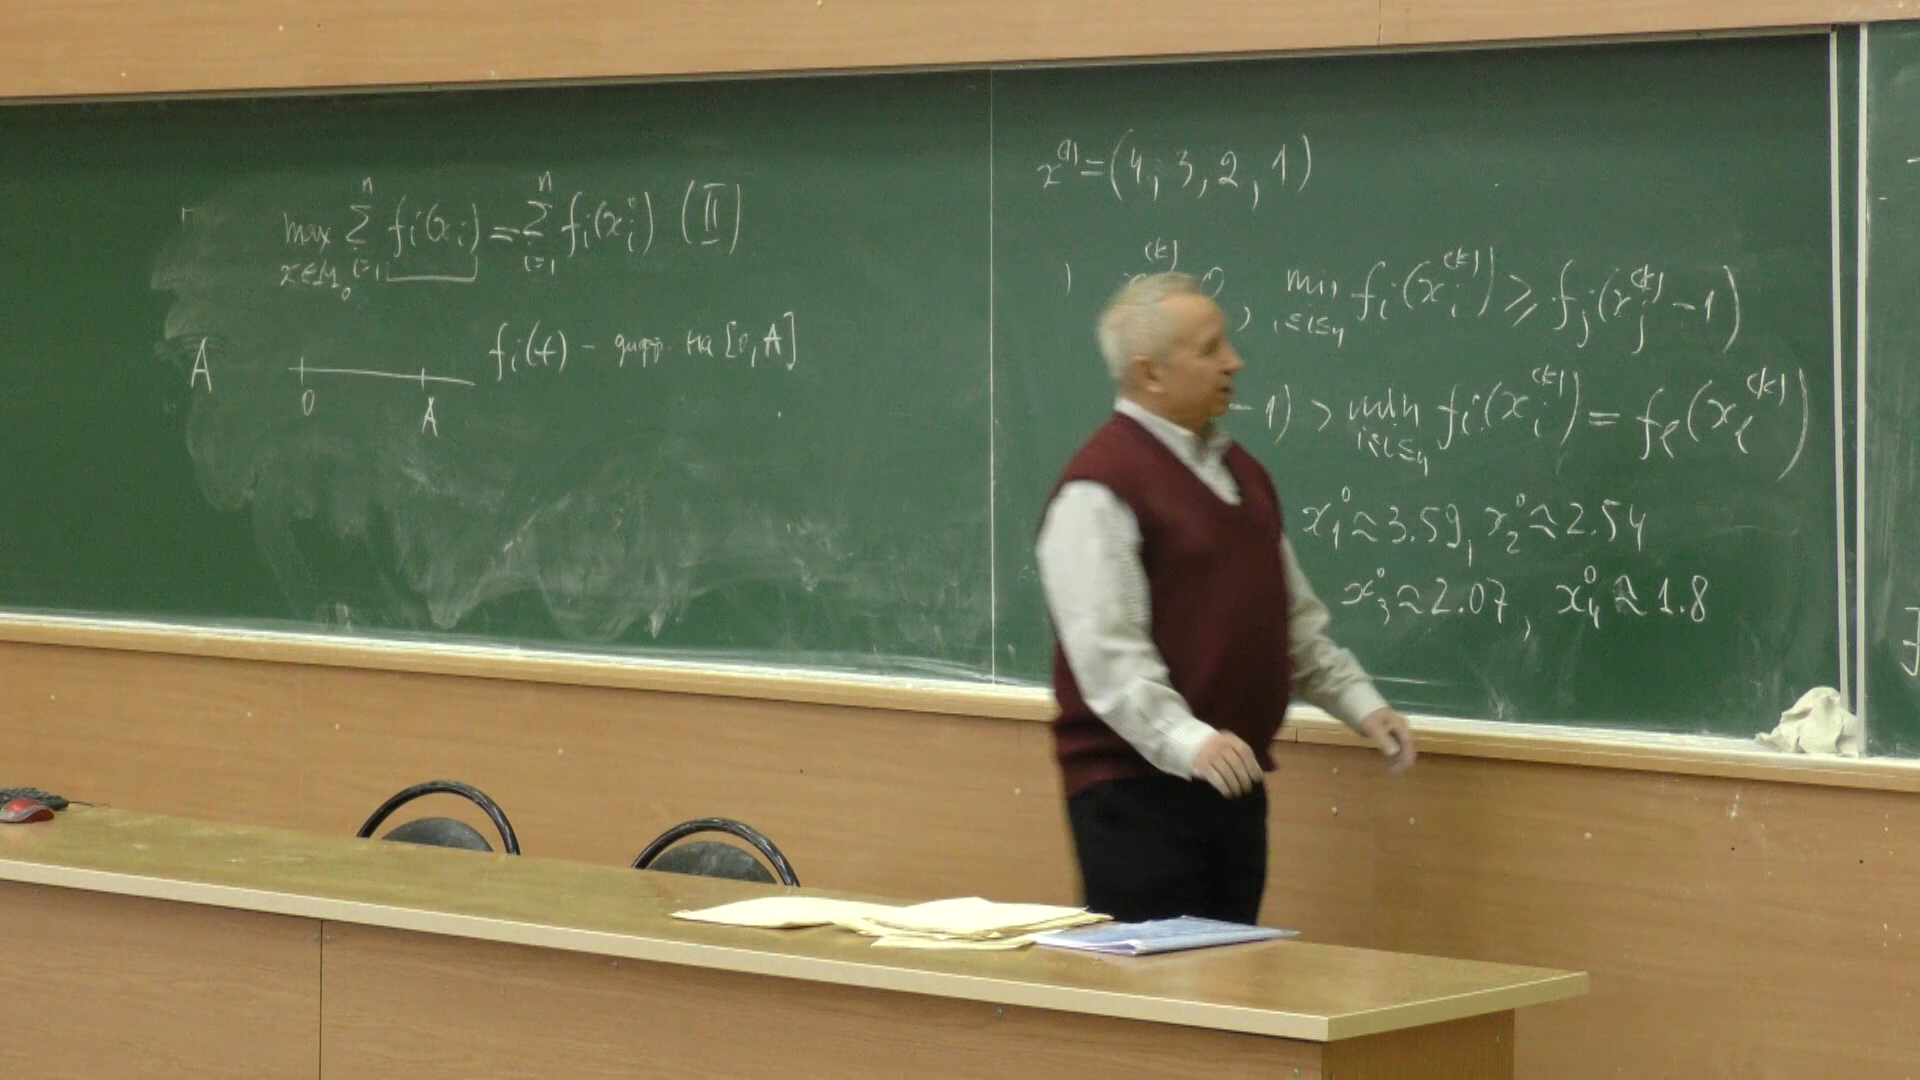 max Σ fi(xi) = Σ fi(xi⁰) (II)
x∈M₀ i=1 i=1
A
0 A fi(t) – дифф. на [0, A]
x⁽¹⁾ = (4, 3, 2, 1)
0, min fi(xi⁽ᵏ⁾) ≥ fj(xj⁽ᵏ⁾ - 1)
1≤i≤4
- 1) > min fi(xi⁽ᵏ⁾) = fℓ(xℓ⁽ᵏ⁾)
1≤i≤4
x₁⁰ ≈ 3.59, x₂⁰ ≈ 2.54
x₃⁰ ≈ 2.07, x₄⁰ ≈ 1.8